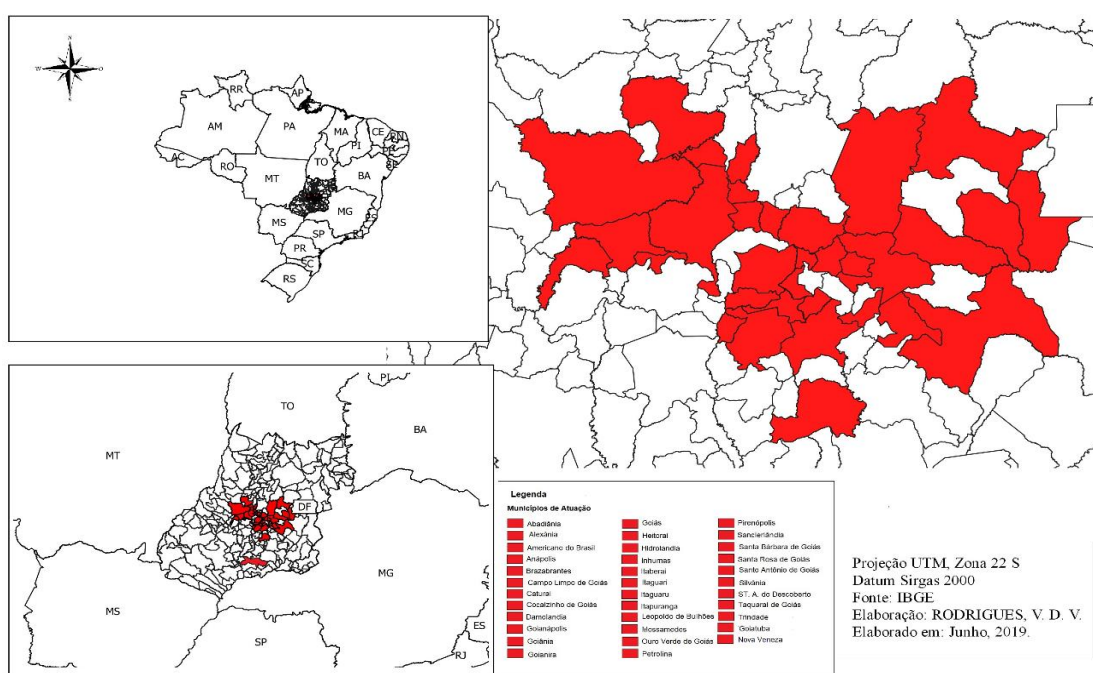 N
W
O
RR
AP
AM
PA
MA
CE
RN
PI
AC
RO
TO
MT
BA
MG
MS
ES
SP
RJ
PR
SC
RS
PI
TO
BA
MT
DF
MG
MS
ES
SP
RJ
Legenda
Municípios de Atuação
Abadiânia
Alexânia
Americano do Brasil
Anápolis
Brazabrantes
Campo Limpo de Goiás
Caturaí
Cocalzinho de Goiás
Damolandia
Goianápolis
Goiânia
Goianira
Goiás
Heitoraí
Hidrolandia
Inhumas
Itaberaí
Itaguari
Itaguaru
Itapuranga
Leopoldo de Bulhões
Mossamedes
Ouro Verde de Goiás
Petrolina
Pirenópolis
Sanclerlândia
Santa Bárbara de Goiás
Santa Rosa de Goiás
Santo Antônio de Goiás
Silvânia
ST. A. do Descoberto
Taquaral de Goiás
Trindade
Goiatuba
Nova Veneza
Projeção UTM, Zona 22 S
Datum Sirgas 2000
Fonte: IBGE
Elaboração: RODRIGUES, V. D. V.
Elaborado em: Junho, 2019.